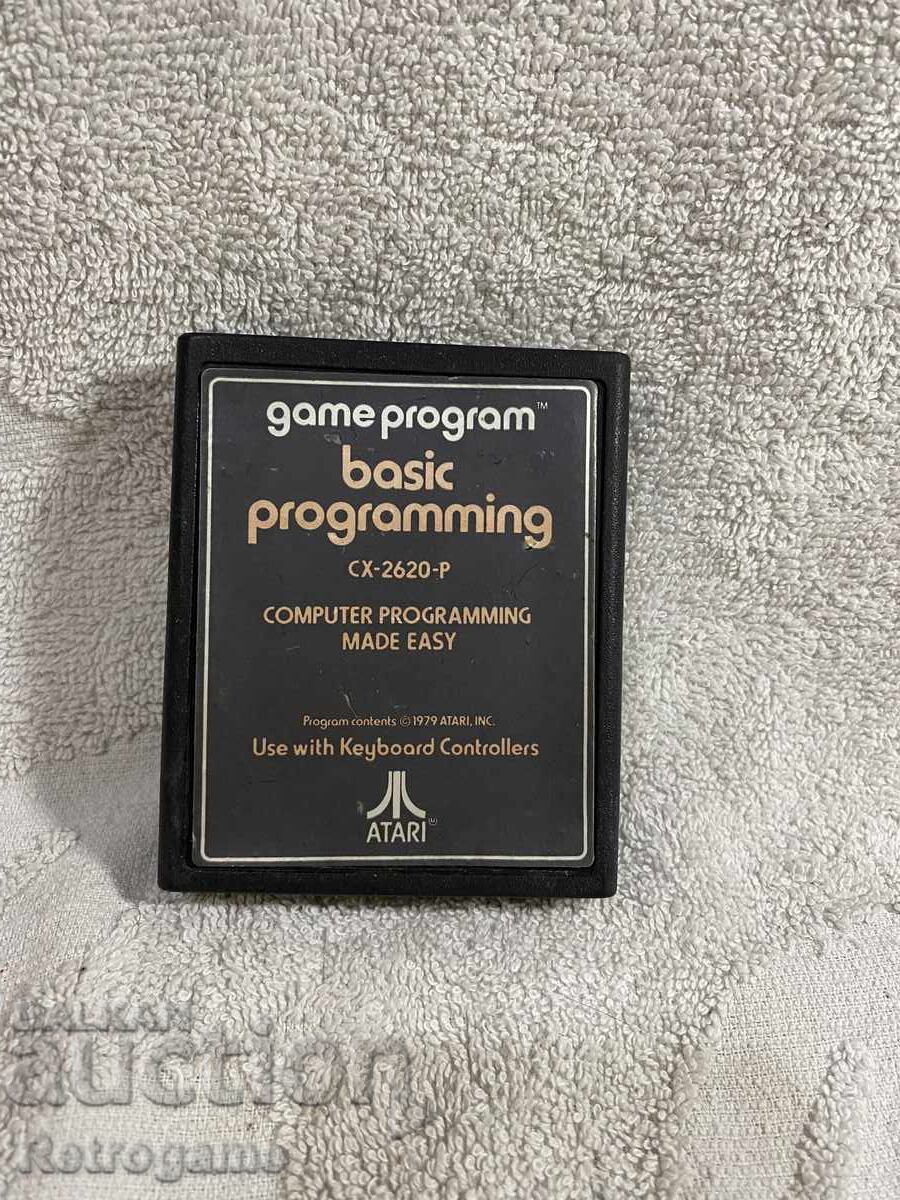 game program™
basic
programming
CX-2620-P
COMPUTER PROGRAMMING
MADE EASY
Program contents © 1979 ATARI, INC.
Use with Keyboard Controllers
ATARI
BALKAN
auction
Retrogame